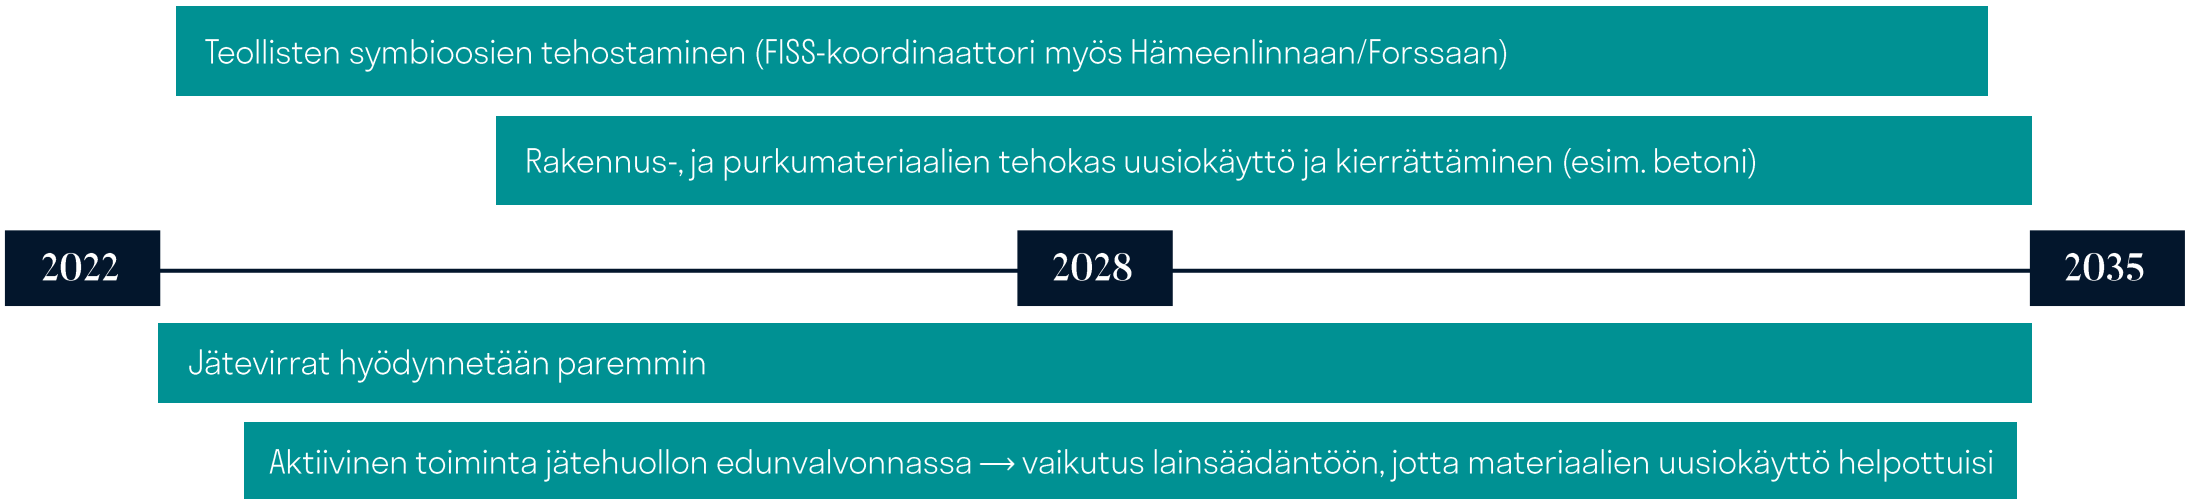 Teollisten symbioosien tehostaminen (FISS-koordinaattori myös Hämeenlinnaan/Forssaan)
Rakennus-, ja purkumateriaalien tehokas uusiokäyttö ja kierrättäminen (esim. betoni)
2022
2028
2035
Jätevirrat hyödynnetään paremmin
Aktiivinen toiminta jätehuollon edunvalvonnassa → vaikutus lainsäädäntöön, jotta materiaalien uusiokäyttö helpottuisi